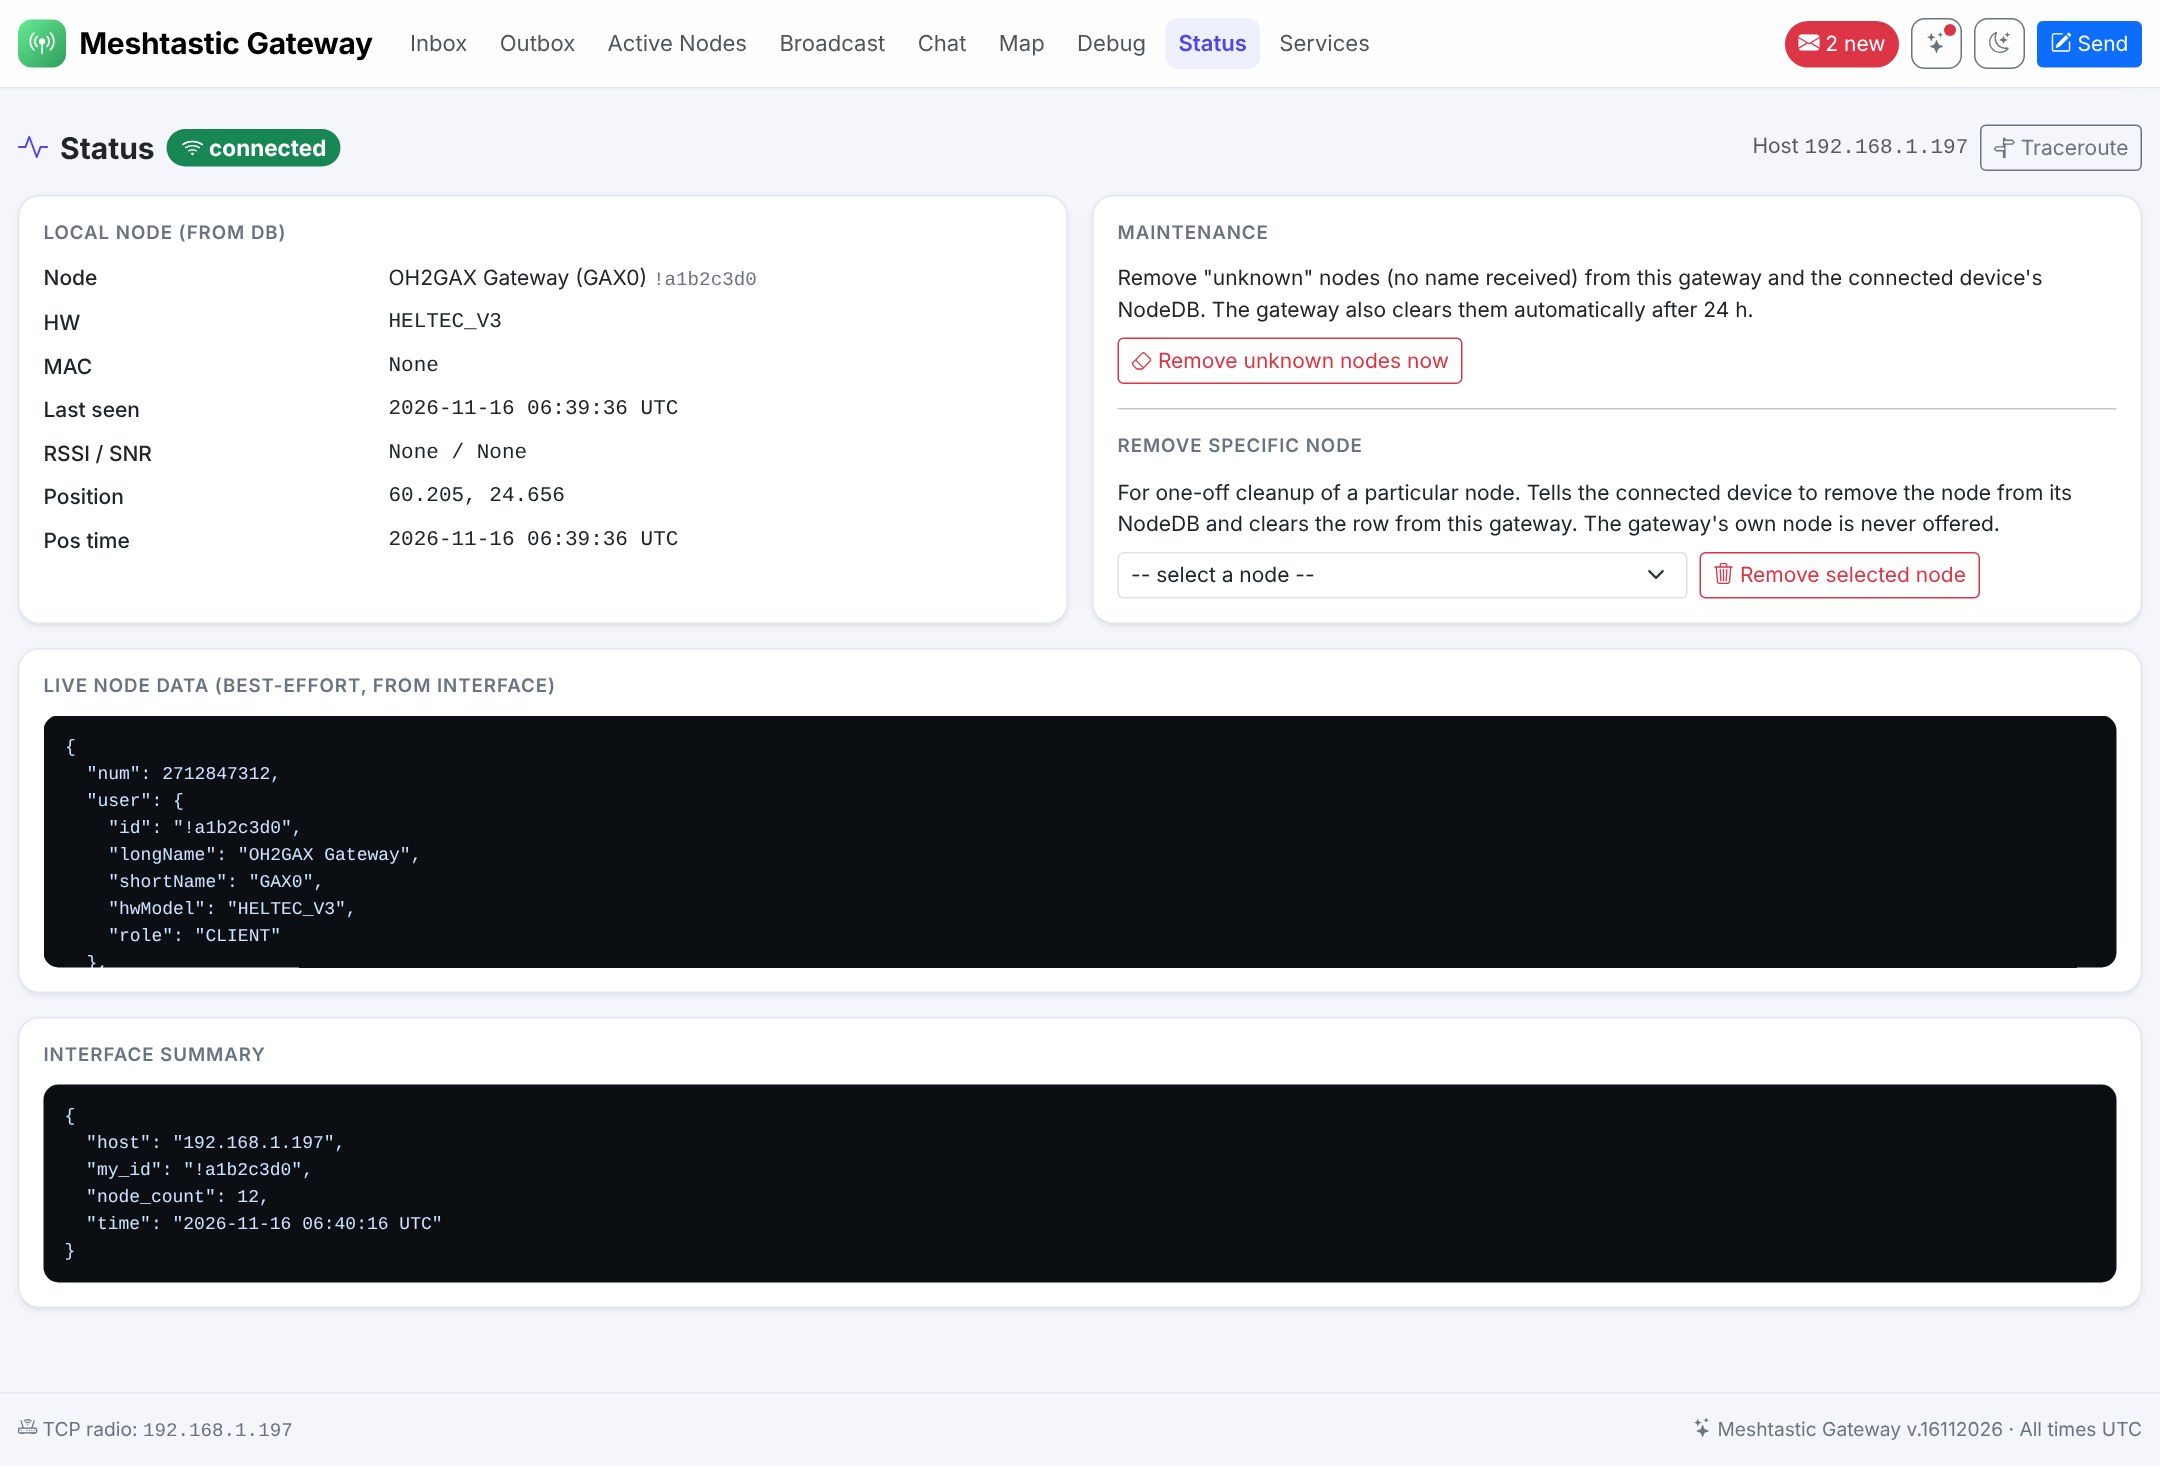 Meshtastic Gateway Inbox Outbox Active Nodes Broadcast Chat Map Debug Status Services 2 new Send
Status connected Host 192.168.1.197 Traceroute
LOCAL NODE (FROM DB)
Node OH2GAX Gateway (GAX0) !a1b2c3d0
HW HELTEC_V3
MAC None
Last seen 2026-11-16 06:39:36 UTC
RSSI / SNR None / None
Position 60.205, 24.656
Pos time 2026-11-16 06:39:36 UTC
MAINTENANCE
Remove "unknown" nodes (no name received) from this gateway and the connected device's
NodeDB. The gateway also clears them automatically after 24 h.
Remove unknown nodes now
REMOVE SPECIFIC NODE
For one-off cleanup of a particular node. Tells the connected device to remove the node from its
NodeDB and clears the row from this gateway. The gateway's own node is never offered.
-- select a node -- Remove selected node
LIVE NODE DATA (BEST-EFFORT, FROM INTERFACE)
{
  "num": 2712847312,
  "user": {
    "id": "!a1b2c3d0",
    "longName": "OH2GAX Gateway",
    "shortName": "GAX0",
    "hwModel": "HELTEC_V3",
    "role": "CLIENT"
  },
INTERFACE SUMMARY
{
  "host": "192.168.1.197",
  "my_id": "!a1b2c3d0",
  "node_count": 12,
  "time": "2026-11-16 06:40:16 UTC"
}
TCP radio: 192.168.1.197 Meshtastic Gateway v.16112026 · All times UTC